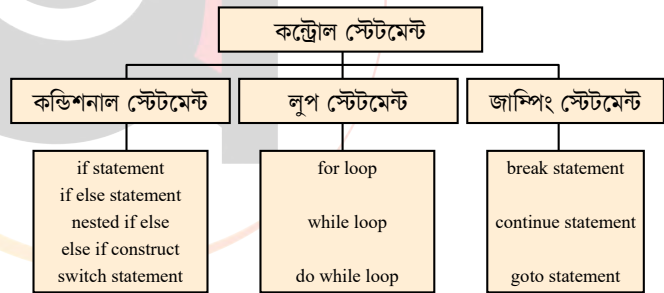 কন্ট্রোল স্টেটমেন্ট
কন্ডিশনাল স্টেটমেন্ট
if statement
if else statement
nested if else
else if construct
switch statement
লুপ স্টেটমেন্ট
for loop
while loop
do while loop
জাম্পিং স্টেটমেন্ট
break statement
continue statement
goto statement